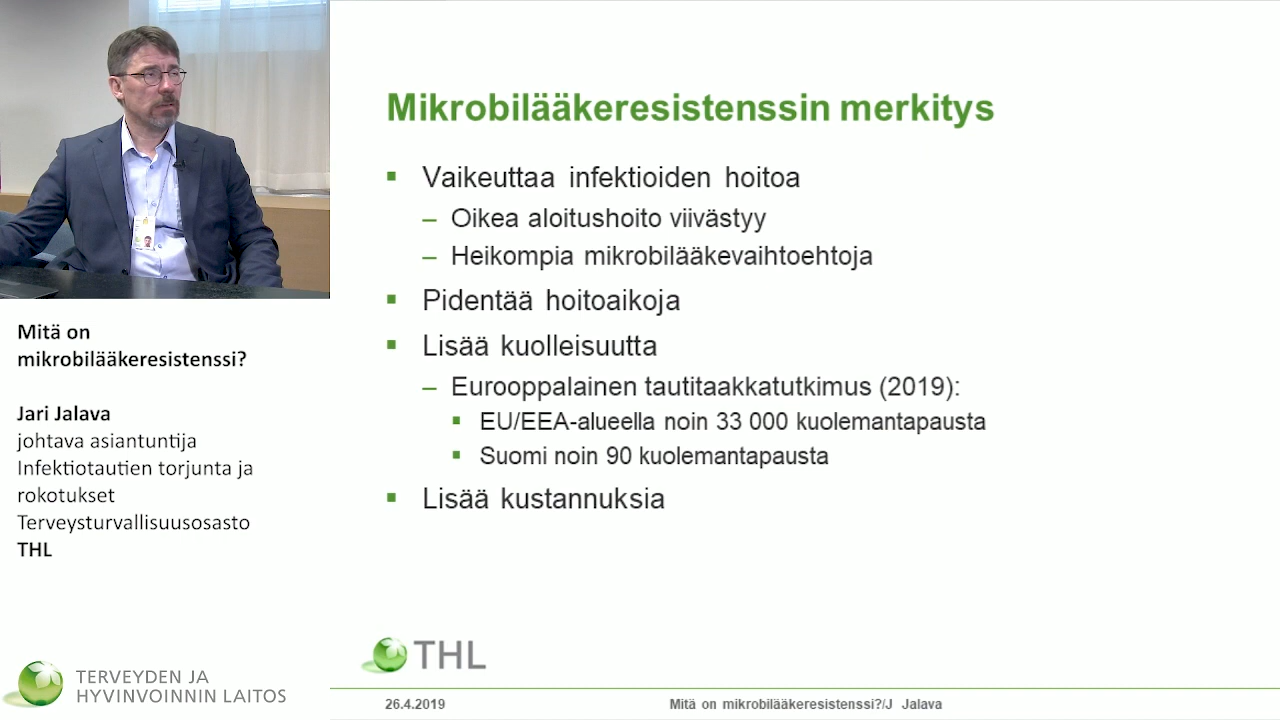 Mitä on
mikrobilääkeresistenssi?
Jari Jalava
johtava asiantuntija
Infektiotautien torjunta ja
rokotukset
Terveysturvallisuusosasto
THL
TERVEYDEN JA
HYVINVOINNIN LAITOS
Mikrobilääkeresistenssin merkitys
Vaikeuttaa infektioiden hoitoa
– Oikea aloitushoito viivästyy
– Heikompia mikrobilääkevaihtoehtoja
Pidentää hoitoaikoja
Lisää kuolleisuutta
– Eurooppalainen tautitaakkatutkimus (2019):
EU/EEA-alueella noin 33 000 kuolemantapausta
Suomi noin 90 kuolemantapausta
Lisää kustannuksia
THL
26.4.2019
Mitä on mikrobilääkeresistenssi?/J Jalava